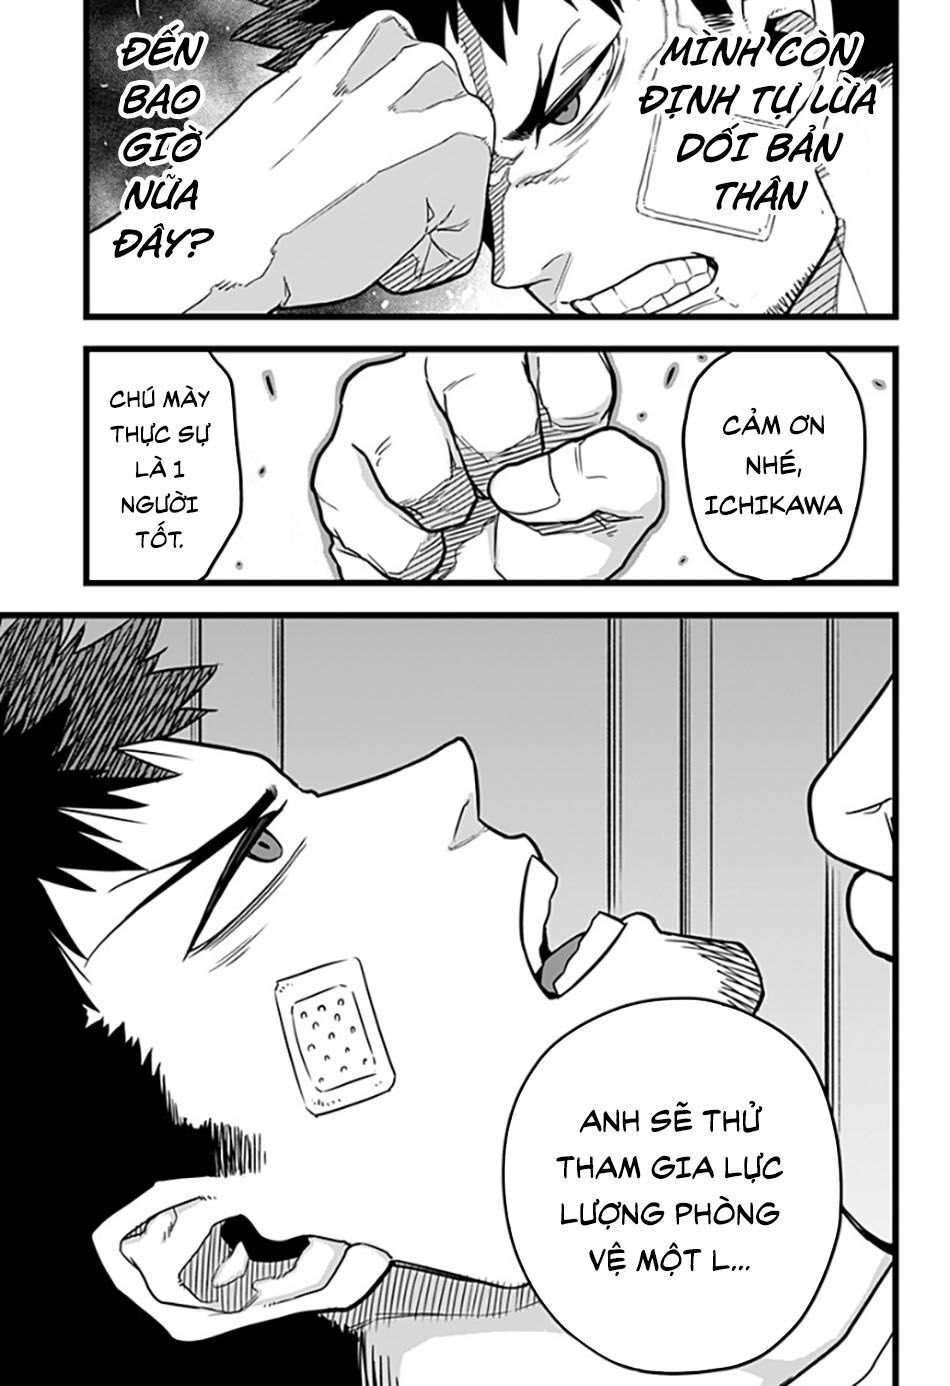 MÌNH CÒN
ĐỊNH TỰ LỪA
DỐI BẢN
THÂN
ĐẾN
BAO
GIỜ
NỮA
ĐÂY?
CẢM ƠN
NHÉ,
ICHIKAWA
CHÚ MÀY
THỰC SỰ
LÀ 1
NGƯỜI
TỐT.
ANH SẼ THỬ
THAM GIA LỰC
LƯỢNG PHÒNG
VỆ MỘT L...